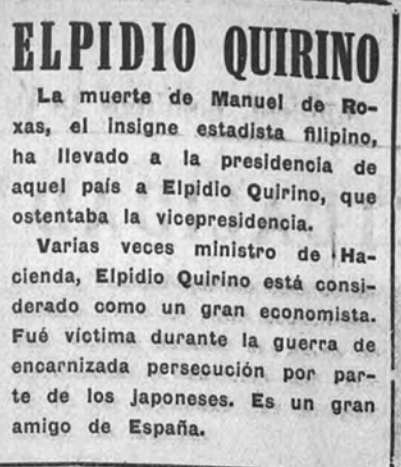 ELPIDIO QUIRINO
La muerte de Manuel de Ro-
xas, el insigne estadista filipino,
ha llevado a la presidencia de
aquel país a Elpidio Quirino, que
ostentaba la vicepresidencia.
Varias veces ministro de Ha-
cienda, Elpidio Quirino está consi-
derado como un gran economista.
Fué víctima durante la guerra de
encarnizada persecución por par-
te de los japoneses. Es un gran
amigo de España.